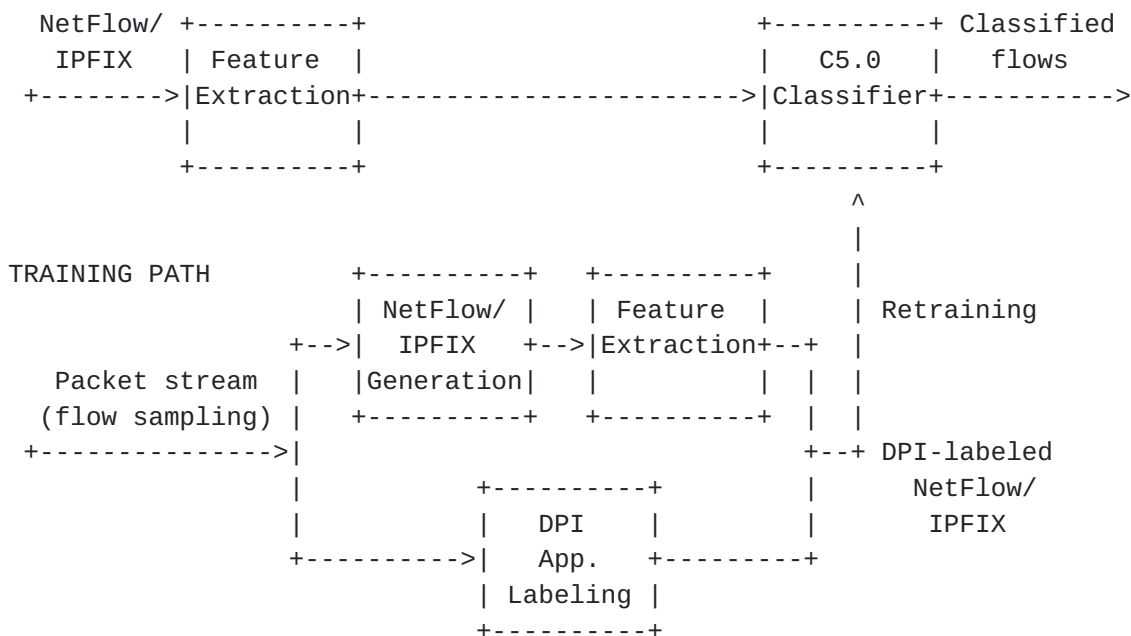 NetFlow/ +----------+ +----------+ Classified
IPFIX | Feature | | C5.0 | flows
+-------->|Extraction+------------------------>|Classifier+----------->
| | | |
+----------+ +----------+
^
|
TRAINING PATH +----------+ +----------+ |
| NetFlow/ | | Feature | | Retraining
+-->| IPFIX +-->|Extraction+--+ |
Packet stream | |Generation| | | | |
(flow sampling) | +----------+ +----------+ | |
+--------------->| +--+ DPI-labeled
| +----------+ | NetFlow/
| | DPI | | IPFIX
+---------->| App. +---------+
| Labeling |
+----------+